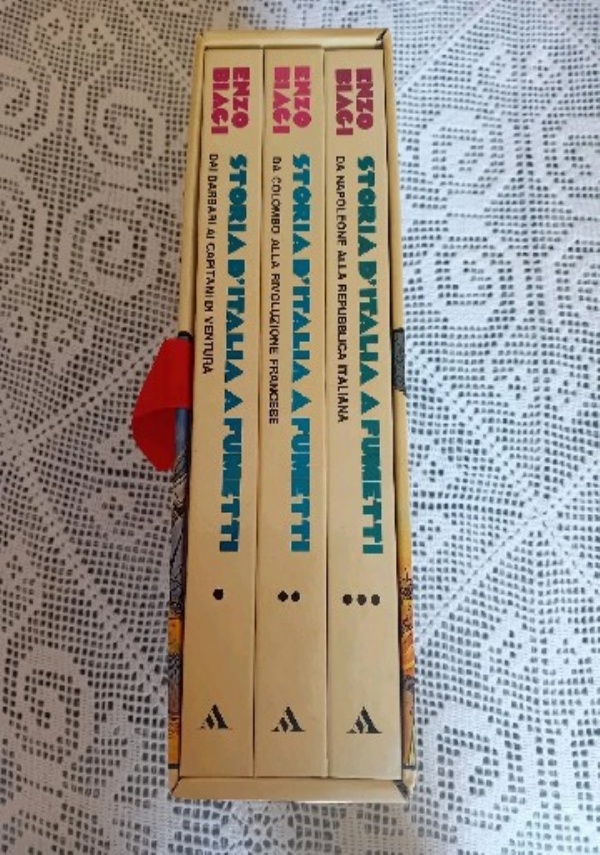 ENZO
BIAGI
STORIA D'ITALIA A FUMETTI
DAI BARBARI AI CAPITANI DI VENTURA
ENZO
BIAGI
STORIA D'ITALIA A FUMETTI
DA COLOMBO ALLA RIVOLUZIONE FRANCESE
ENZO
BIAGI
STORIA D'ITALIA A FUMETTI
DA NAPOLEONE ALLA REPUBBLICA ITALIANA